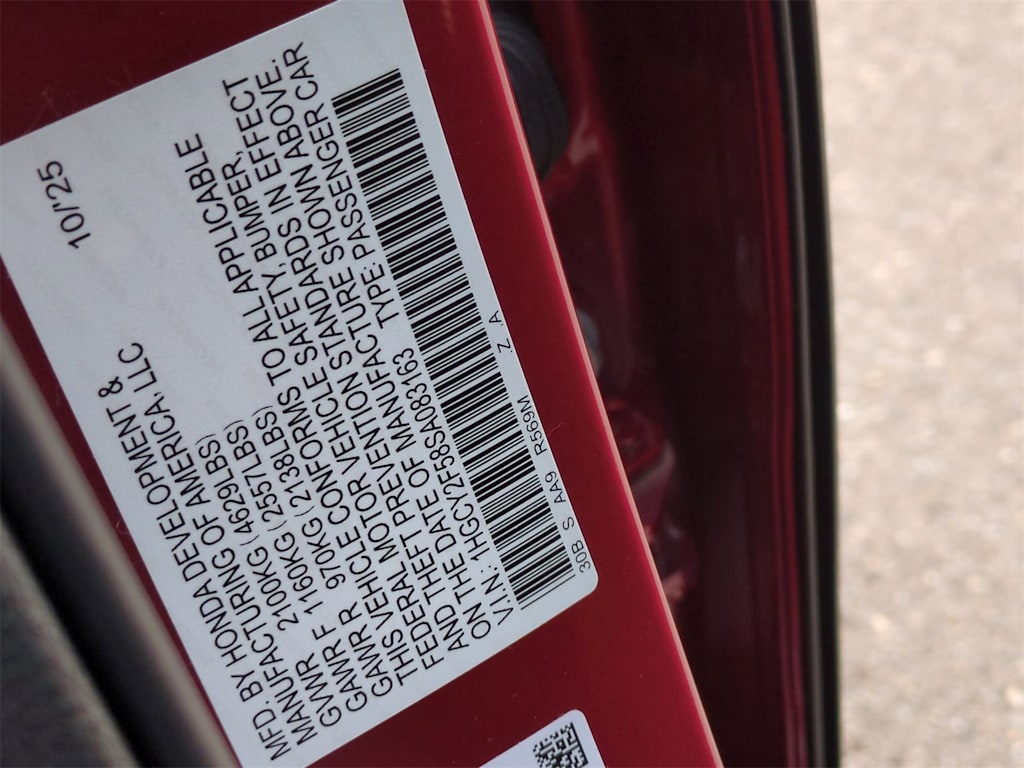 MFD. BY HONDA DEVELOPMENT & 10/'25
MANUFACTURING OF AMERICA, LLC
GVWR 2100KG (4629LBS)
GAWR F 1160KG (2557LBS)
GAWR R 970KG (2138LBS)
THIS VEHICLE CONFORMS TO ALL APPLICABLE
FEDERAL MOTOR VEHICLE SAFETY BUMPER,
AND THEFT PREVENTION STANDARDS IN EFFECT
ON THE DATE OF MANUFACTURE SHOWN ABOVE.
V.I.N.: 1HGCY2F58SA083163 TYPE PASSENGER CAR
30B S AA9 R569M Z A